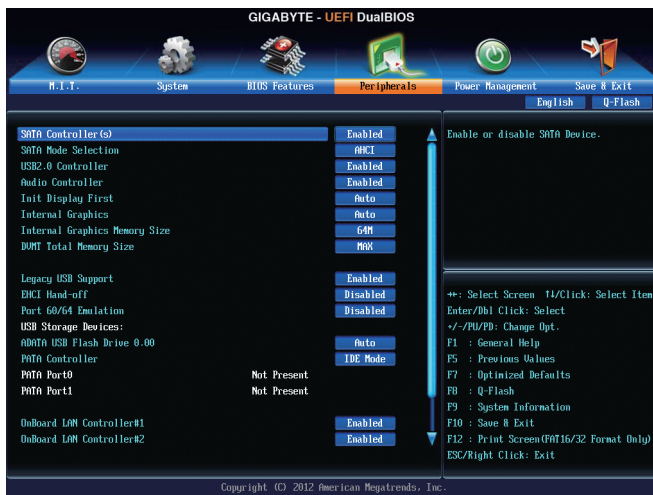 GIGABYTE - UEFI DualBIOS
M.I.T. System BIOS Features Peripherals Power Management Save & Exit
English Q-Flash
SATA Controller(s) Enabled Enable or disable SATA Device.
SATA Mode Selection AHCI
USB2.0 Controller Enabled
Audio Controller Enabled
Init Display First Auto
Internal Graphics Auto
Internal Graphics Memory Size 64M
DVMT Total Memory Size MAX
Legacy USB Support Enabled
EHCI Hand-off Disabled
Port 60/64 Emulation Disabled
USB Storage Devices:
ADATA USB Flash Drive 0.00 Auto
PATA Controller IDE Mode
PATA Port0 Not Present
PATA Port1 Not Present
OnBoard LAN Controller#1 Enabled
OnBoard LAN Controller#2 Enabled
→←: Select Screen ↑↓/Click: Select Item
Enter/Dbl Click: Select
+/-/PU/PD: Change Opt.
F1 : General Help
F5 : Previous Values
F7 : Optimized Defaults
F8 : Q-Flash
F9 : System Information
F10 : Save & Exit
F12 : Print Screen(FAT16/32 Format Only)
ESC/Right Click: Exit
Copyright (C) 2012 American Megatrends, Inc.